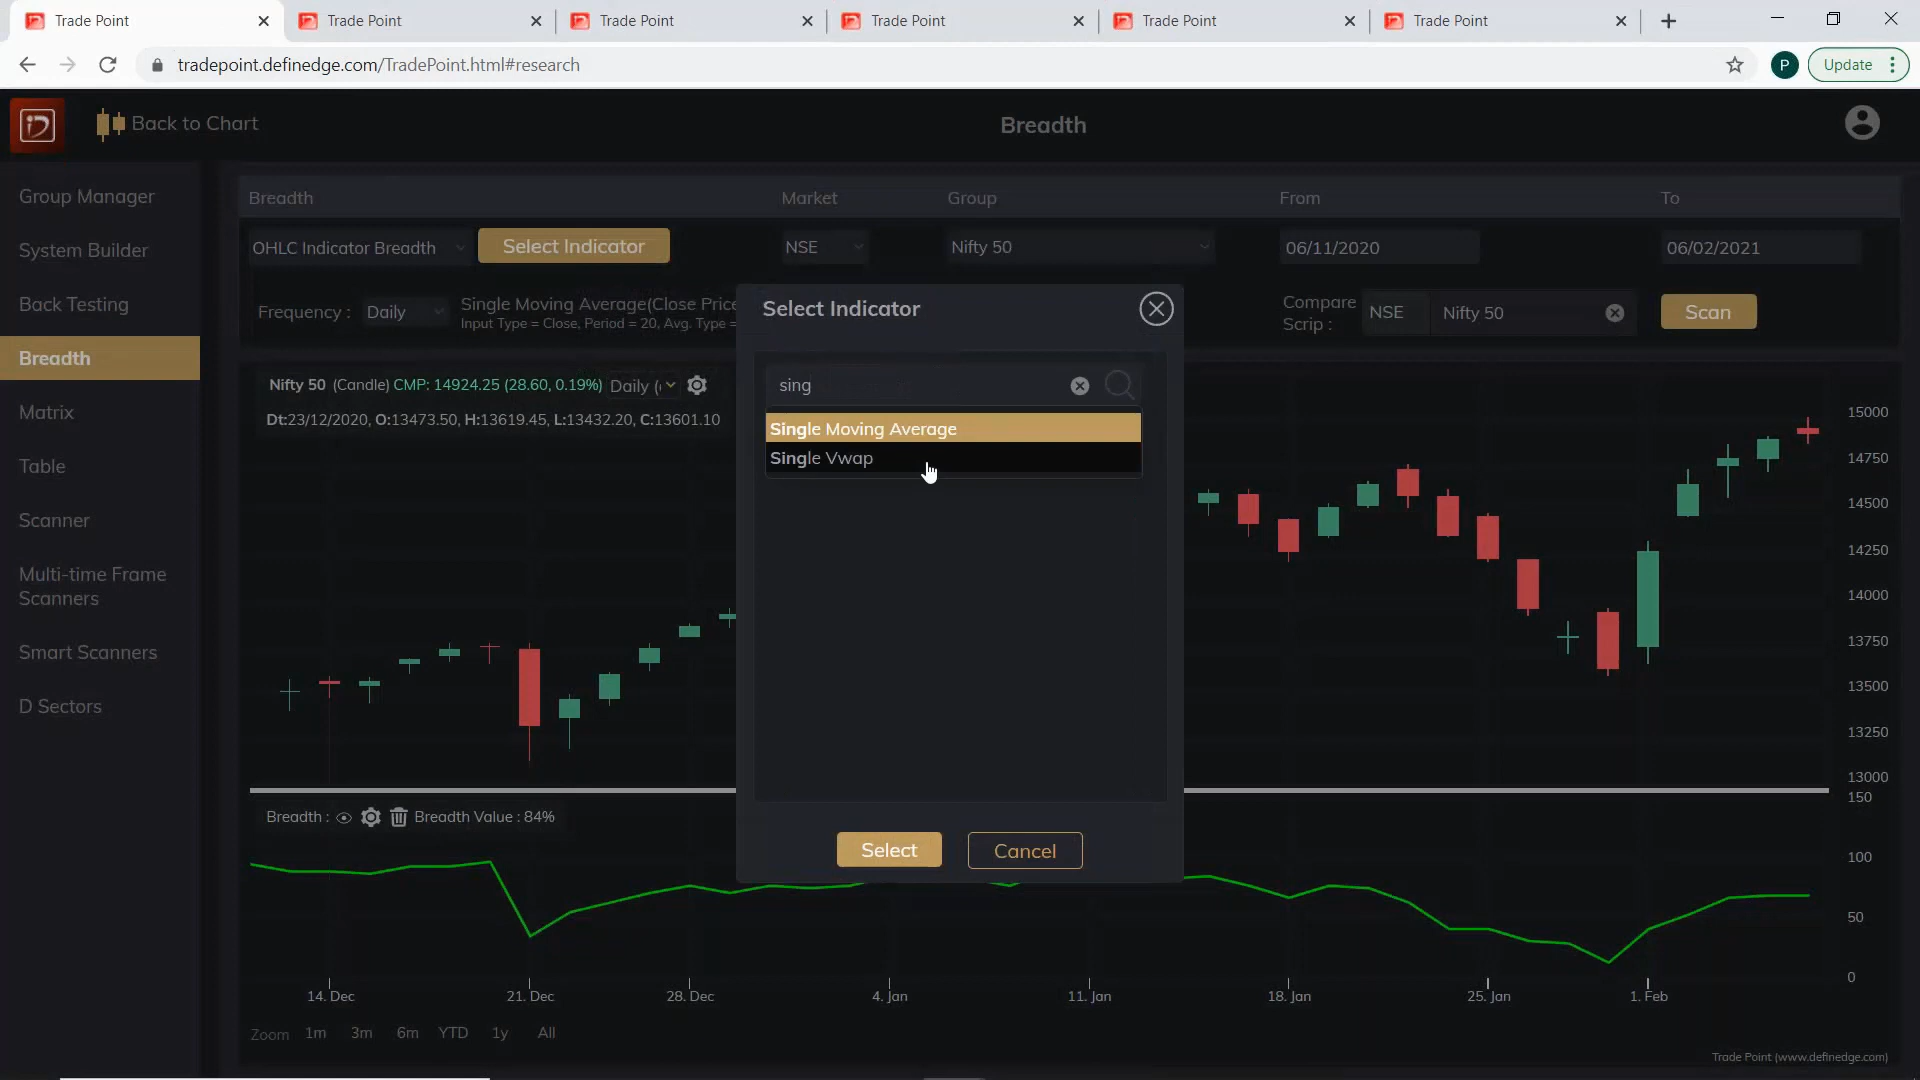 Trade Point
Trade Point
Trade Point
Trade Point
Trade Point
Trade Point
tradepoint.definedge.com/TradePoint.html#research
P
Update
Back to Chart
Breadth
Group Manager
System Builder
Back Testing
Breadth
Matrix
Table
Scanner
Multi-time Frame
Scanners
Smart Scanners
D Sectors
Breadth Market Group From To
OHLC Indicator Breadth Select Indicator NSE Nifty 50 06/11/2020 06/02/2021
Frequency : Daily
Single Moving Average(Close Price
Input Type = Close, Period = 20, Avg. Type =
Compare
Scrip :
NSE Nifty 50 Scan
Select Indicator
sing
Single Moving Average
Single Vwap
Select Cancel
Nifty 50 (Candle) CMP: 14924.25 (28.60, 0.19%) Daily (
Dt:23/12/2020, O:13473.50, H:13619.45, L:13432.20, C:13601.10
15000
14750
14500
14250
14000
13750
13500
13250
13000
Breadth : Breadth Value : 84%
150
100
50
0
14. Dec 21. Dec 28. Dec 4. Jan 11. Jan 18. Jan 25. Jan 1. Feb
Zoom 1m 3m 6m YTD 1y All
Trade Point (www.definedge.com)